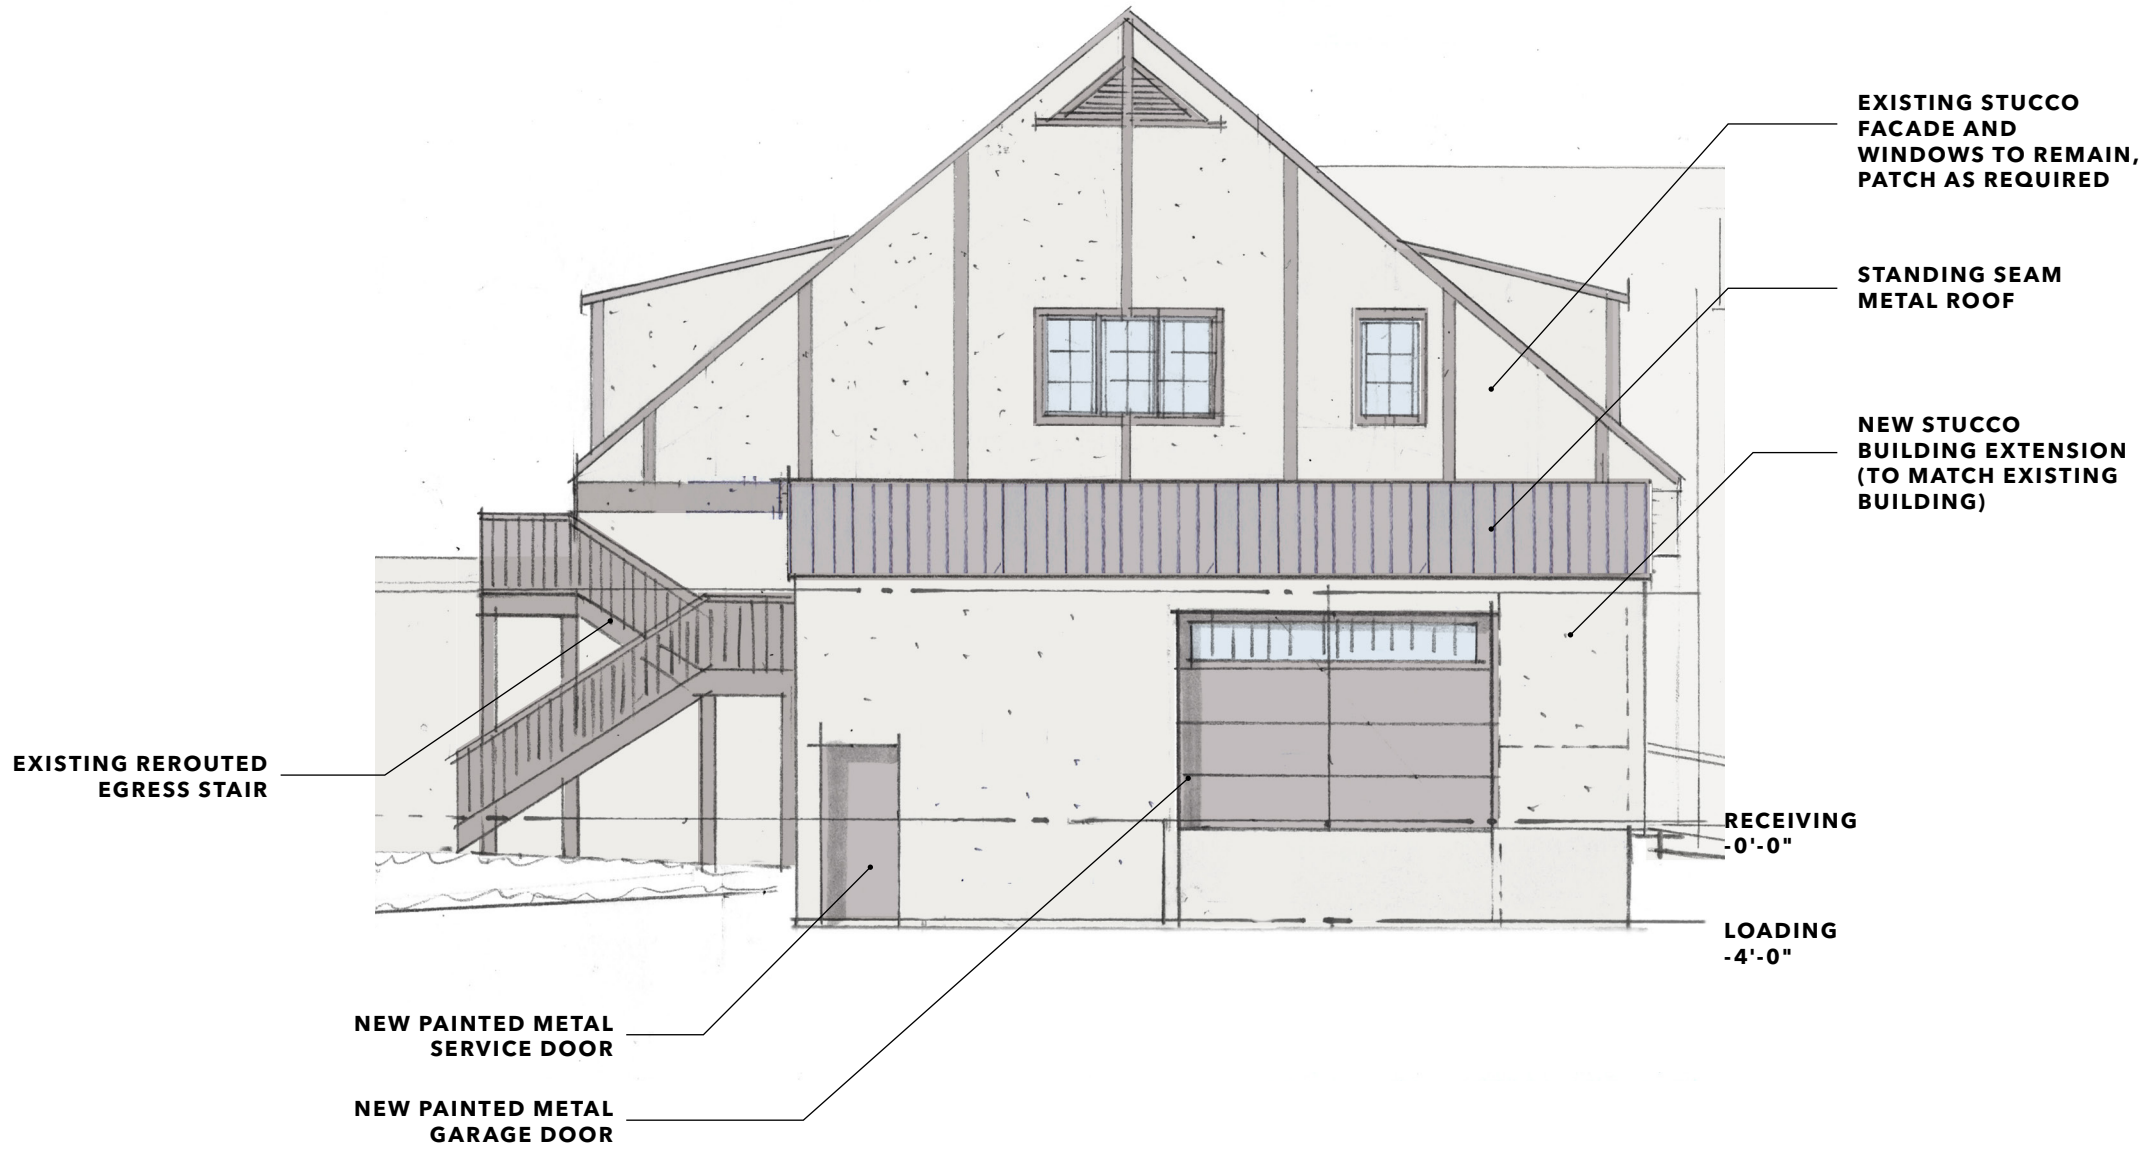 EXISTING STUCCO
FACADE AND
WINDOWS TO REMAIN,
PATCH AS REQUIRED
STANDING SEAM
METAL ROOF
NEW STUCCO
BUILDING EXTENSION
(TO MATCH EXISTING
BUILDING)
EXISTING REROUTED
EGRESS STAIR
RECEIVING
-0'-0"
LOADING
-4'-0"
NEW PAINTED METAL
SERVICE DOOR
NEW PAINTED METAL
GARAGE DOOR